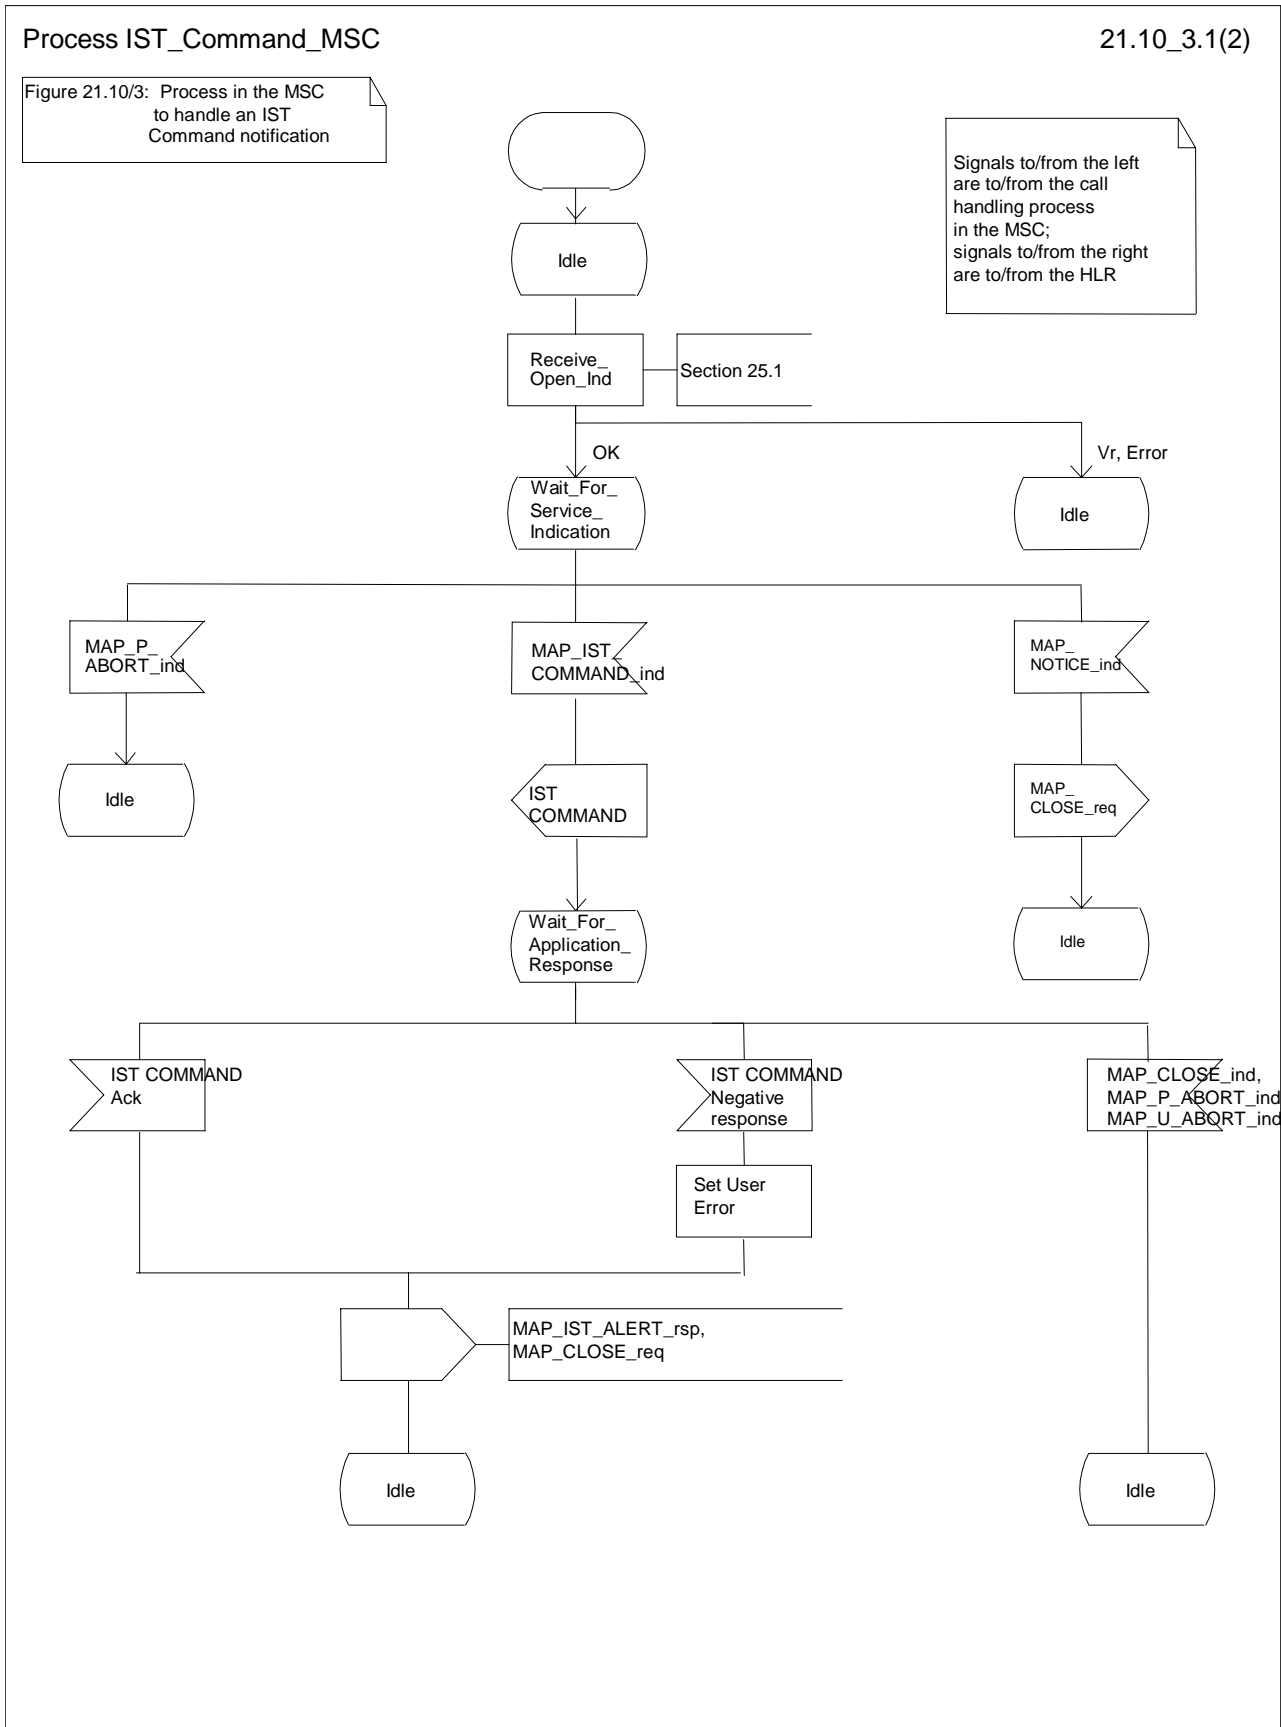 Process IST_Command_MSC
21.10_3.1(2)
Figure 21.10/3: Process in the MSC
to handle an IST
Command notification
Signals to/from the left
are to/from the call
handling process
in the MSC;
signals to/from the right
are to/from the HLR
Idle
Receive_
Open_Ind
Section 25.1
OK
Vr, Error
Wait_For_
Service_
Indication
Idle
MAP_P_
ABORT_ind
MAP_IST_
COMMAND_ind
MAP_
NOTICE_ind
Idle
IST
COMMAND
MAP_
CLOSE_req
Wait_For_
Application_
Response
Idle
IST COMMAND
Ack
IST COMMAND
Negative
response
MAP_CLOSE_ind,
MAP_P_ABORT_ind
MAP_U_ABORT_ind
Set User
Error
MAP_IST_ALERT_rsp,
MAP_CLOSE_req
Idle
Idle